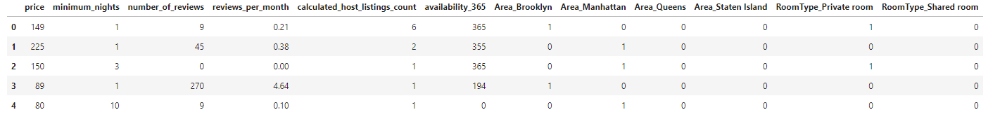 price minimum_nights number_of_reviews reviews_per_month calculated_host_listings_count availability_365 Area_Brooklyn Area_Manhattan Area_Queens Area_Staten Island RoomType_Private room RoomType_Shared room
0 149 1 9 0.21 6 365 1 0 0 0 1 0
1 225 1 45 0.38 2 355 0 1 0 0 0 0
2 150 3 0 0.00 1 365 0 1 0 0 1 0
3 89 1 270 4.64 1 194 1 0 0 0 0 0
4 80 10 9 0.10 1 0 0 1 0 0 0 0